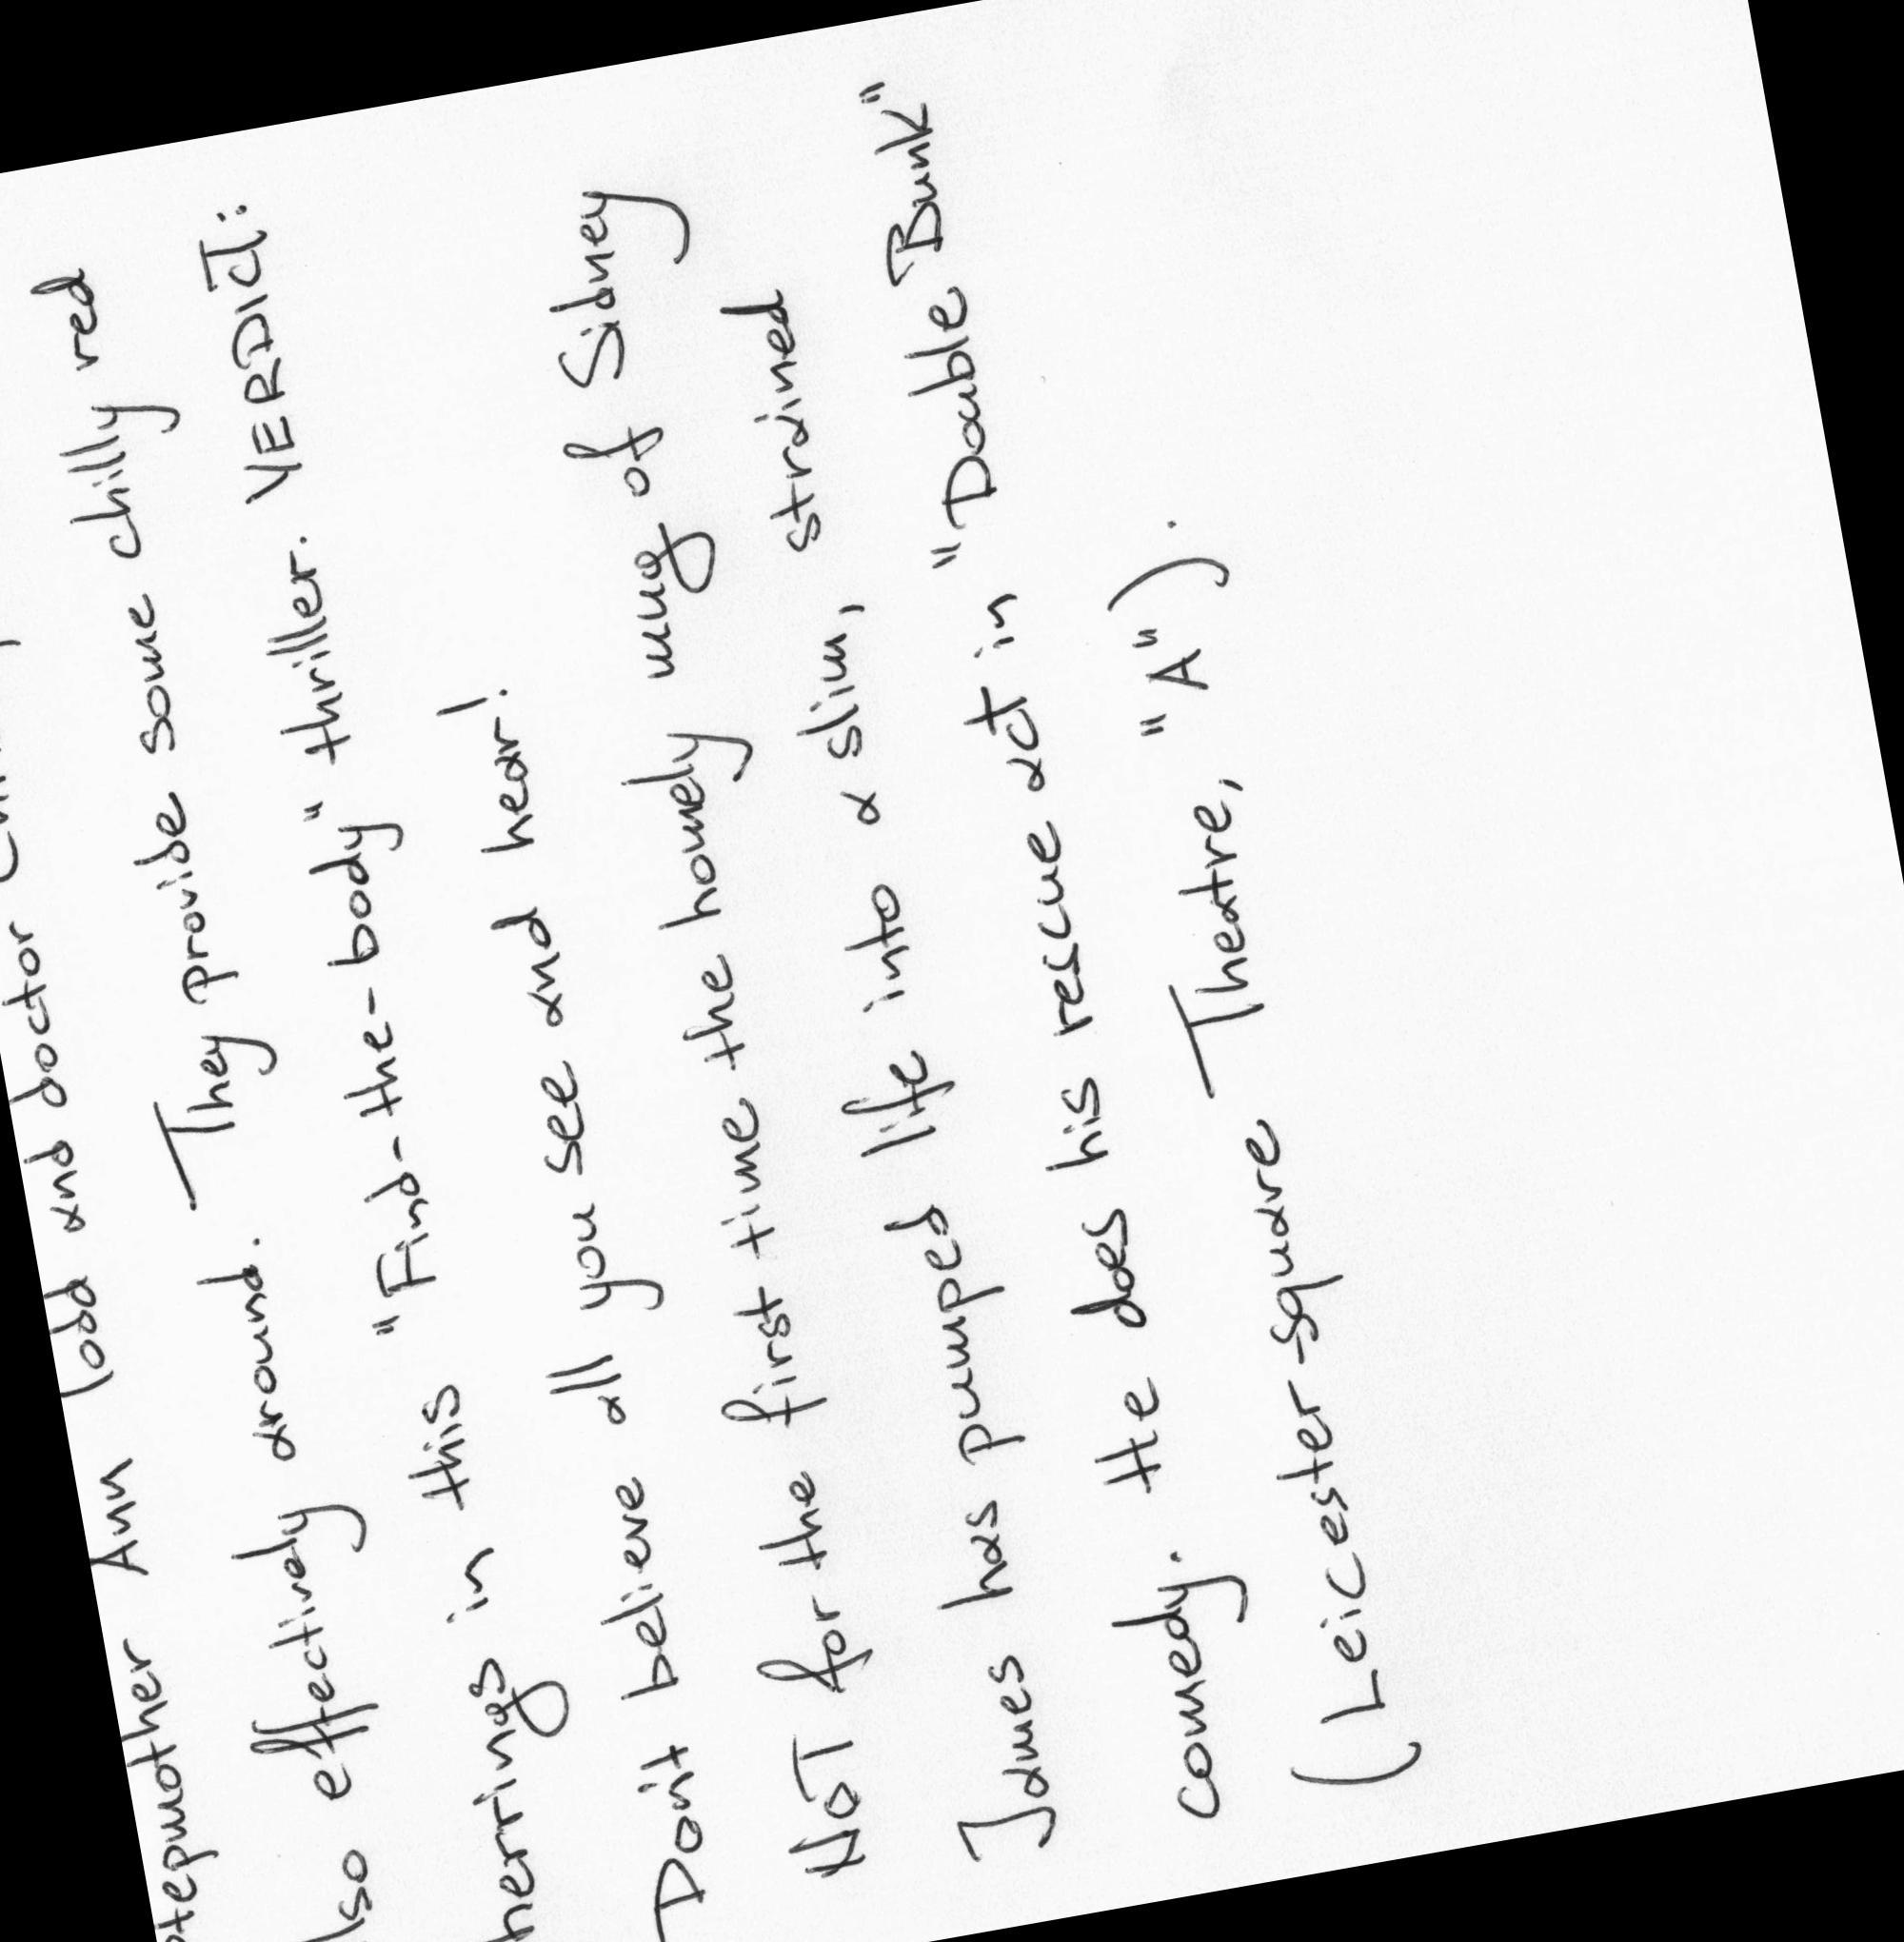 stepmother Ann Todd and doctor
also effectively around. They provide some chilly red
herrings in this "Find-the-body" thriller. VERDICT:
Don't believe all you see and hear!
NOT for the first time the homely mug of Sidney
James has pumped life into a slim, strained
comedy. He does his rescue act in "Double Bunk"
(Leicester-square Theatre, "A").